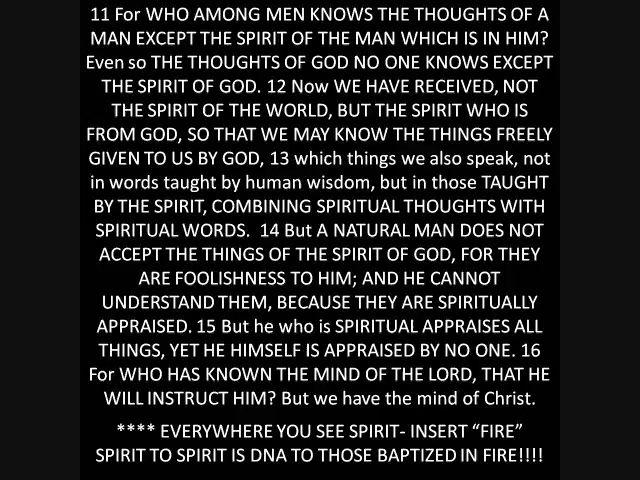 11 For WHO AMONG MEN KNOWS THE THOUGHTS OF A
MAN EXCEPT THE SPIRIT OF THE MAN WHICH IS IN HIM?
Even so THE THOUGHTS OF GOD NO ONE KNOWS EXCEPT
THE SPIRIT OF GOD. 12 Now WE HAVE RECEIVED, NOT
THE SPIRIT OF THE WORLD, BUT THE SPIRIT WHO IS
FROM GOD, SO THAT WE MAY KNOW THE THINGS FREELY
GIVEN TO US BY GOD, 13 which things we also speak, not
in words taught by human wisdom, but in those TAUGHT
BY THE SPIRIT, COMBINING SPIRITUAL THOUGHTS WITH
SPIRITUAL WORDS. 14 But A NATURAL MAN DOES NOT
ACCEPT THE THINGS OF THE SPIRIT OF GOD, FOR THEY
ARE FOOLISHNESS TO HIM; AND HE CANNOT
UNDERSTAND THEM, BECAUSE THEY ARE SPIRITUALLY
APPRAISED. 15 But he who is SPIRITUAL APPRAISES ALL
THINGS, YET HE HIMSELF IS APPRAISED BY NO ONE. 16
For WHO HAS KNOWN THE MIND OF THE LORD, THAT HE
WILL INSTRUCT HIM? But we have the mind of Christ.
**** EVERYWHERE YOU SEE SPIRIT- INSERT “FIRE”
SPIRIT TO SPIRIT IS DNA TO THOSE BAPTIZED IN FIRE!!!!